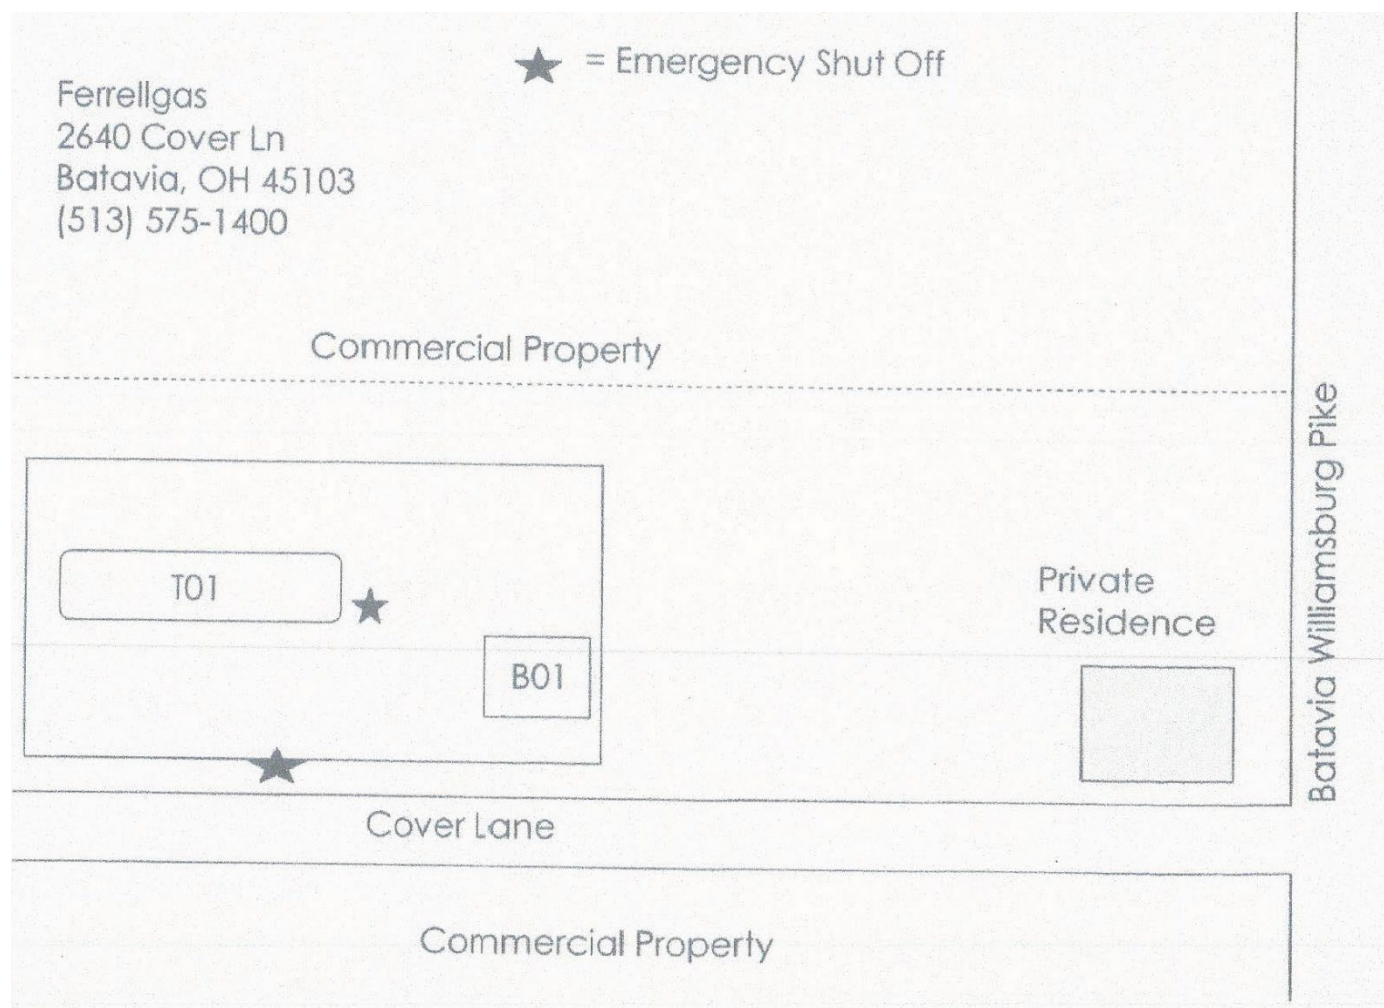 ★ = Emergency Shut Off
Ferrellgas
2640 Cover Ln
Batavia, OH 45103
(513) 575-1400
Commercial Property
T01
B01
Private
Residence
Batavia Williamsburg Pike
Cover Lane
Commercial Property